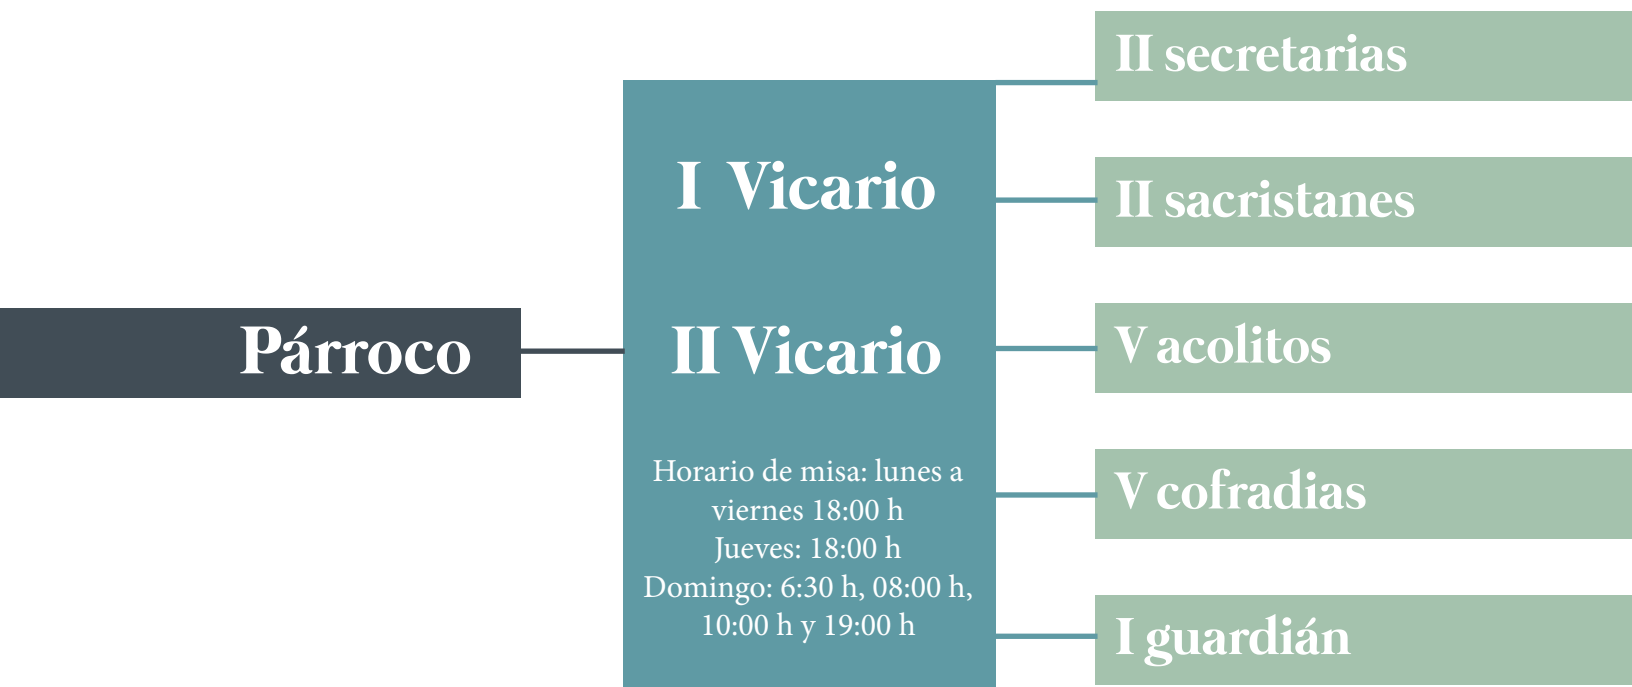 Párroco
I Vicario
II Vicario
Horario de misa: lunes a
viernes 18:00 h
Jueves: 18:00 h
Domingo: 6:30 h, 08:00 h,
10:00 h y 19:00 h
II secretarias
II sacristanes
V acolitos
V cofradias
I guardián